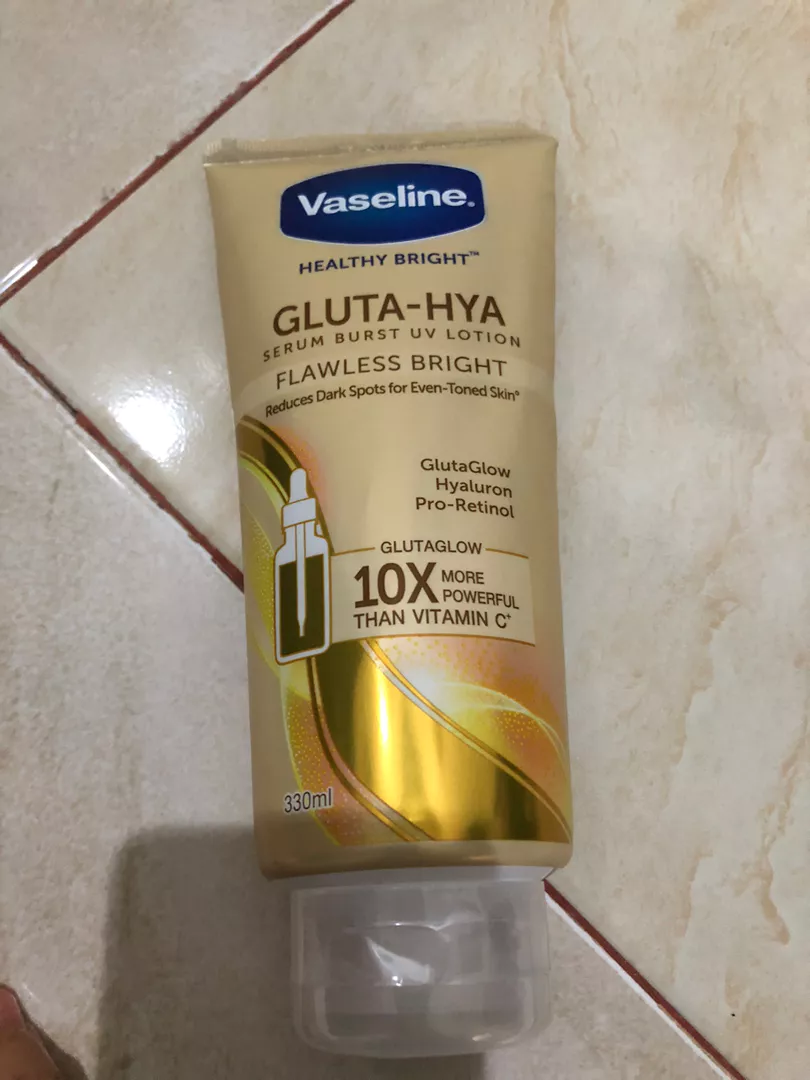 Vaseline®
HEALTHY BRIGHT™
GLUTA-HYA
SERUM BURST UV LOTION
FLAWLESS BRIGHT
Reduces Dark Spots for Even-Toned Skin°
GlutaGlow
Hyaluron
Pro-Retinol
GLUTAGLOW
10X MORE POWERFUL
THAN VITAMIN C⁺
330ml